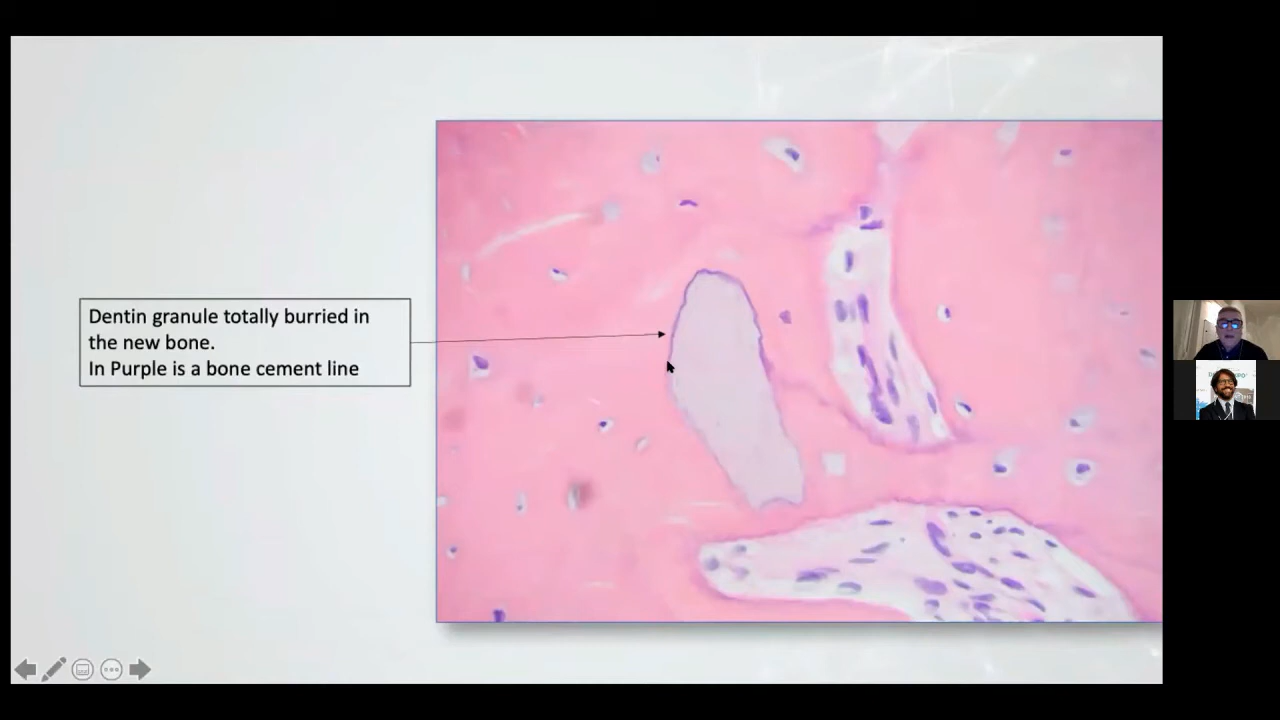 Dentin granule totally burried in
the new bone.
In Purple is a bone cement line